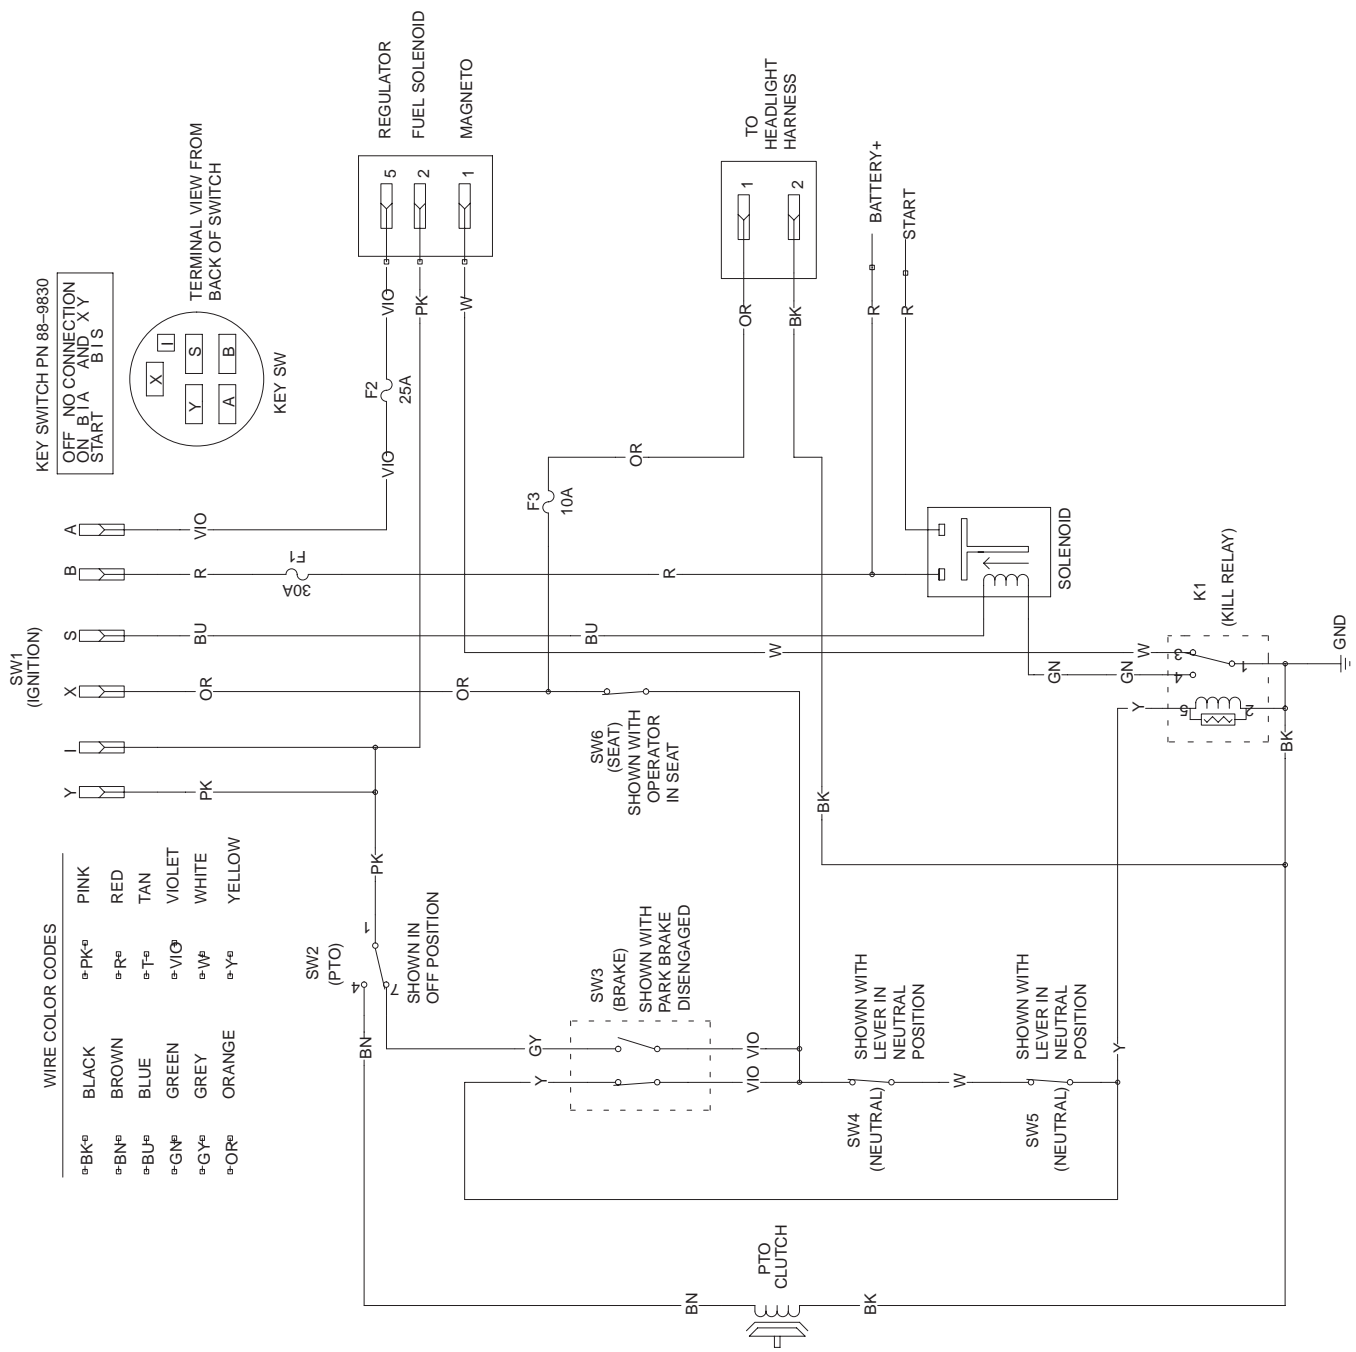 KEY SWITCH PN 88–9830
OFF NO CONNECTION
ON B I A AND X Y
START B I S
TERMINAL VIEW FROM
BACK OF SWITCH
X
I
Y
S
A
B
KEY SW
REGULATOR
FUEL SOLENOID
MAGNETO
5
2
1
VIO
PK
W
F2
25A
VIO
TO
HEADLIGHT
HARNESS
1
2
OR
BK
BATTERY+
START
R
R
SW1
(IGNITION)
A
B
S
X
I
Y
VIO
R
F1
30A
BU
OR
PK
F3
10A
OR
R
BU
OR
W
SOLENOID
K1
(KILL RELAY)
W
GN
GN
Y
3
4
1
5
2
GND
BK
SW6
(SEAT)
SHOWN WITH
OPERATOR
IN SEAT
BK
WIRE COLOR CODES
BK BLACK PK PINK
BN BROWN R RED
BU BLUE T TAN
GN GREEN VIO VIOLET
GY GREY W WHITE
OR ORANGE Y YELLOW
PK
SW2
(PTO)
1
4
7
SHOWN IN
OFF POSITION
BN
GY
Y
SW3
(BRAKE)
SHOWN WITH
PARK BRAKE
DISENGAGED
VIO
VIO
SHOWN WITH
LEVER IN
NEUTRAL
POSITION
SW4
(NEUTRAL)
W
SHOWN WITH
LEVER IN
NEUTRAL
POSITION
SW5
(NEUTRAL)
Y
BN
PTO
CLUTCH
BK